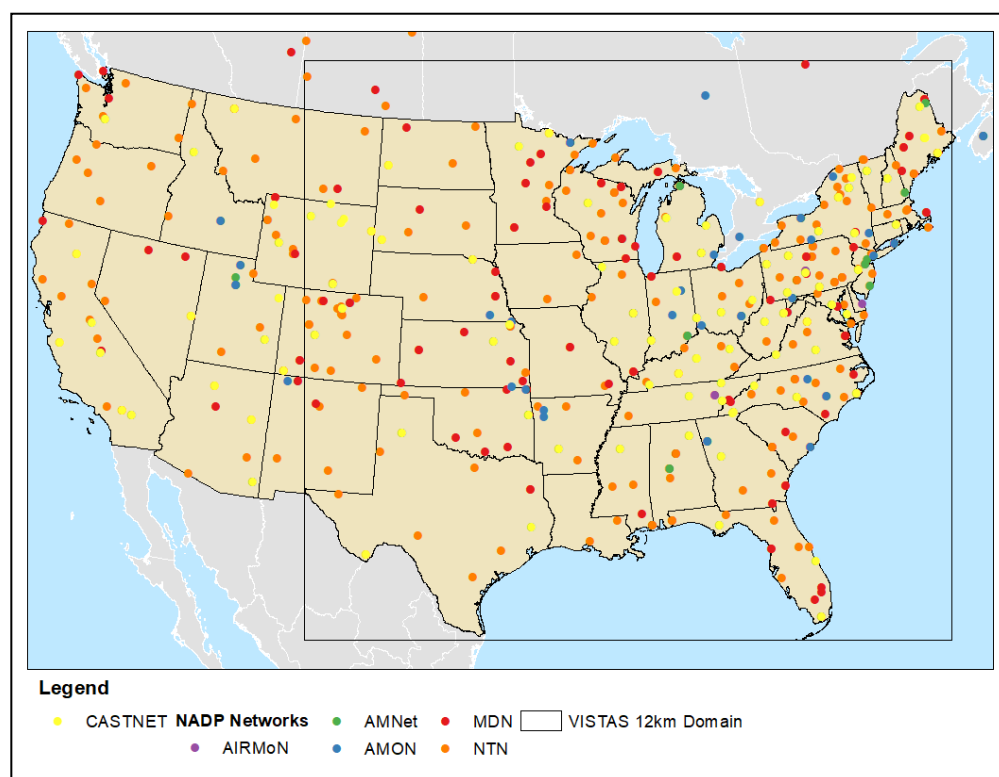 Legend
CASTNET NADP Networks AMNet MDN VISTAS 12km Domain
AIRMoN AMON NTN